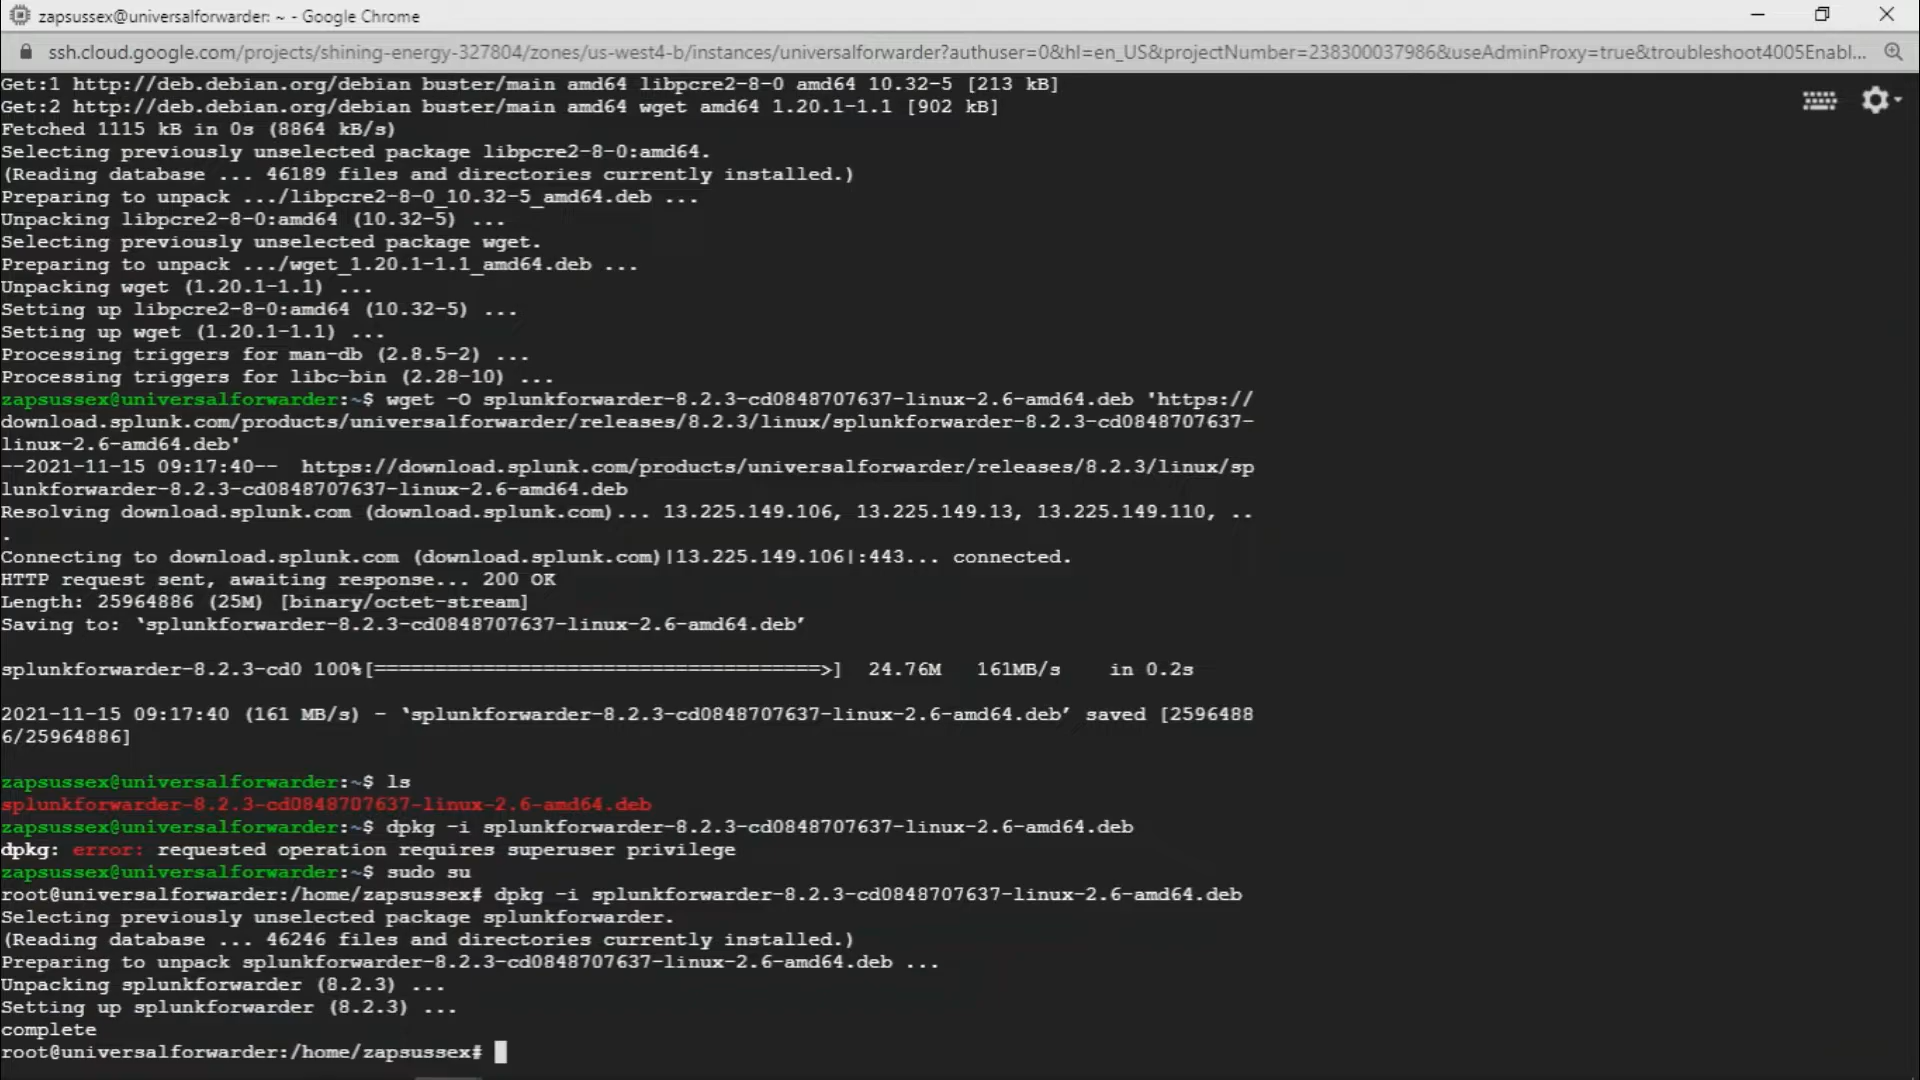 zapsussex@universalforwarder: ~ - Google Chrome
ssh.cloud.google.com/projects/shining-energy-327804/zones/us-west4-b/instances/universalforwarder?authuser=0&hl=en_US&projectNumber=238300037986&useAdminProxy=true&troubleshoot4005Enabl...
Get:1 http://deb.debian.org/debian buster/main amd64 libpcre2-8-0 amd64 10.32-5 [213 kB]
Get:2 http://deb.debian.org/debian buster/main amd64 wget amd64 1.20.1-1.1 [902 kB]
Fetched 1115 kB in 0s (8864 kB/s)
Selecting previously unselected package libpcre2-8-0:amd64.
(Reading database ... 46189 files and directories currently installed.)
Preparing to unpack .../libpcre2-8-0_10.32-5_amd64.deb ...
Unpacking libpcre2-8-0:amd64 (10.32-5) ...
Selecting previously unselected package wget.
Preparing to unpack .../wget_1.20.1-1.1_amd64.deb ...
Unpacking wget (1.20.1-1.1) ...
Setting up libpcre2-8-0:amd64 (10.32-5) ...
Setting up wget (1.20.1-1.1) ...
Processing triggers for man-db (2.8.5-2) ...
Processing triggers for libc-bin (2.28-10) ...
zapsussex@universalforwarder:~$ wget -O splunkforwarder-8.2.3-cd0848707637-linux-2.6-amd64.deb 'https://
download.splunk.com/products/universalforwarder/releases/8.2.3/linux/splunkforwarder-8.2.3-cd0848707637-
linux-2.6-amd64.deb'
--2021-11-15 09:17:40--  https://download.splunk.com/products/universalforwarder/releases/8.2.3/linux/sp
lunkforwarder-8.2.3-cd0848707637-linux-2.6-amd64.deb
Resolving download.splunk.com (download.splunk.com)... 13.225.149.106, 13.225.149.13, 13.225.149.110, ..
.
Connecting to download.splunk.com (download.splunk.com)|13.225.149.106|:443... connected.
HTTP request sent, awaiting response... 200 OK
Length: 25964886 (25M) [binary/octet-stream]
Saving to: ‘splunkforwarder-8.2.3-cd0848707637-linux-2.6-amd64.deb’
splunkforwarder-8.2.3-cd0 100%[=====================================>]  24.76M   161MB/s    in 0.2s
2021-11-15 09:17:40 (161 MB/s) - ‘splunkforwarder-8.2.3-cd0848707637-linux-2.6-amd64.deb’ saved [2596488
6/25964886]
zapsussex@universalforwarder:~$ ls
splunkforwarder-8.2.3-cd0848707637-linux-2.6-amd64.deb
zapsussex@universalforwarder:~$ dpkg -i splunkforwarder-8.2.3-cd0848707637-linux-2.6-amd64.deb
dpkg: error: requested operation requires superuser privilege
zapsussex@universalforwarder:~$ sudo su
root@universalforwarder:/home/zapsussex# dpkg -i splunkforwarder-8.2.3-cd0848707637-linux-2.6-amd64.deb
Selecting previously unselected package splunkforwarder.
(Reading database ... 46246 files and directories currently installed.)
Preparing to unpack splunkforwarder-8.2.3-cd0848707637-linux-2.6-amd64.deb ...
Unpacking splunkforwarder (8.2.3) ...
Setting up splunkforwarder (8.2.3) ...
complete
root@universalforwarder:/home/zapsussex#